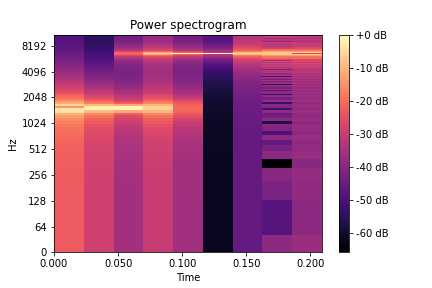 Power spectrogram
8192
4096
2048
1024
512
256
128
64
0
Hz
0.000 0.050 0.100 0.150 0.200
Time
+0 dB
-10 dB
-20 dB
-30 dB
-40 dB
-50 dB
-60 dB